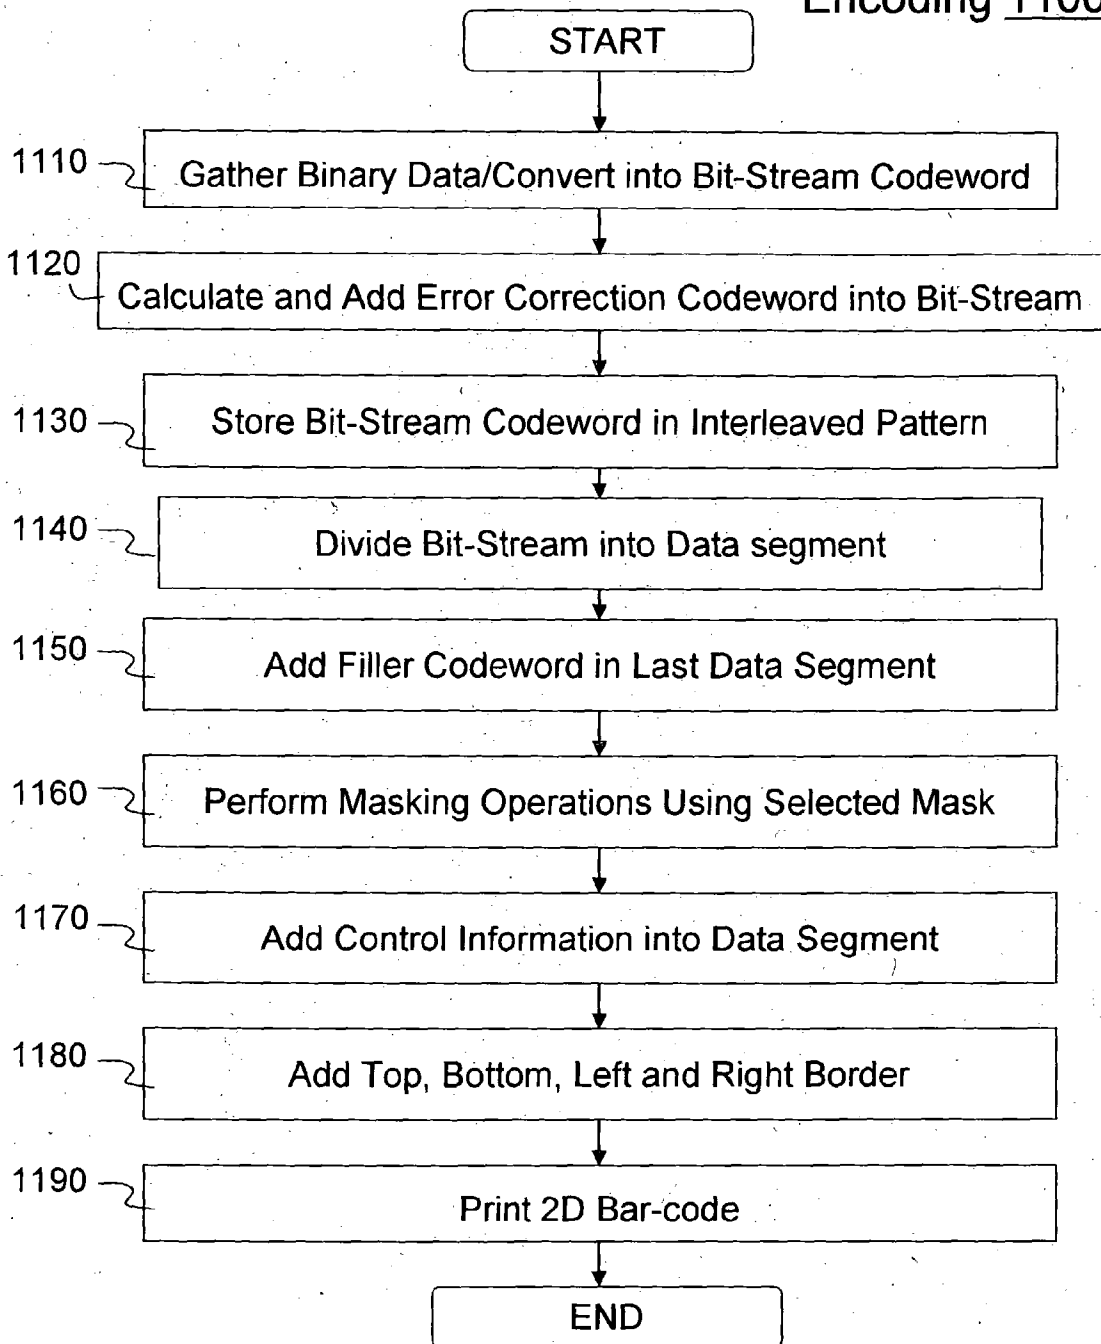 Encoding 1100
START
1110
Gather Binary Data/Convert into Bit-Stream Codeword
1120
Calculate and Add Error Correction Codeword into Bit-Stream
1130
Store Bit-Stream Codeword in Interleaved Pattern
1140
Divide Bit-Stream into Data segment
1150
Add Filler Codeword in Last Data Segment
1160
Perform Masking Operations Using Selected Mask
1170
Add Control Information into Data Segment
1180
Add Top, Bottom, Left and Right Border
1190
Print 2D Bar-code
END